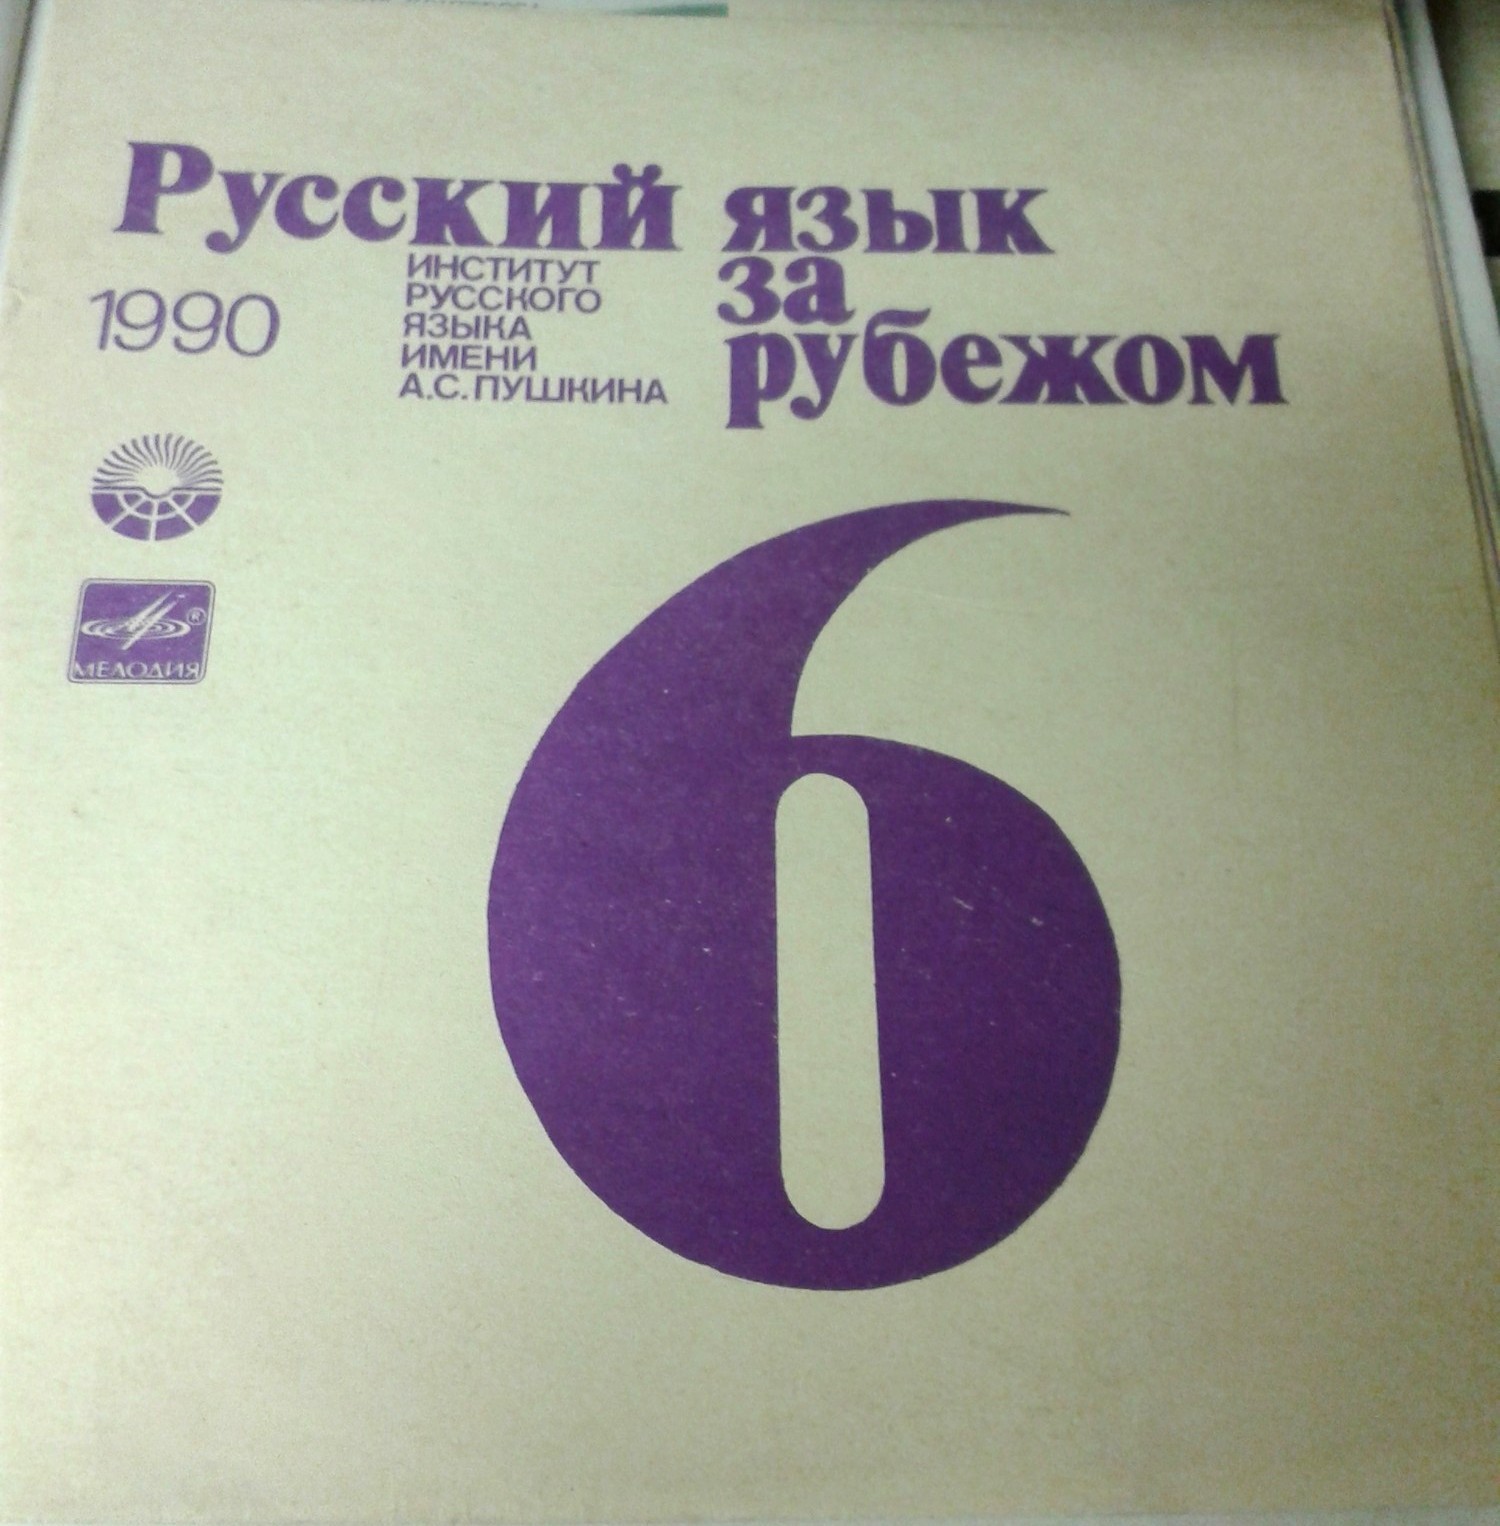 Русский язык
за
рубежом
1990
ИНСТИТУТ
РУССКОГО
ЯЗЫКА
ИМЕНИ
А.С.ПУШКИНА
МЕЛОДИЯ
®
6